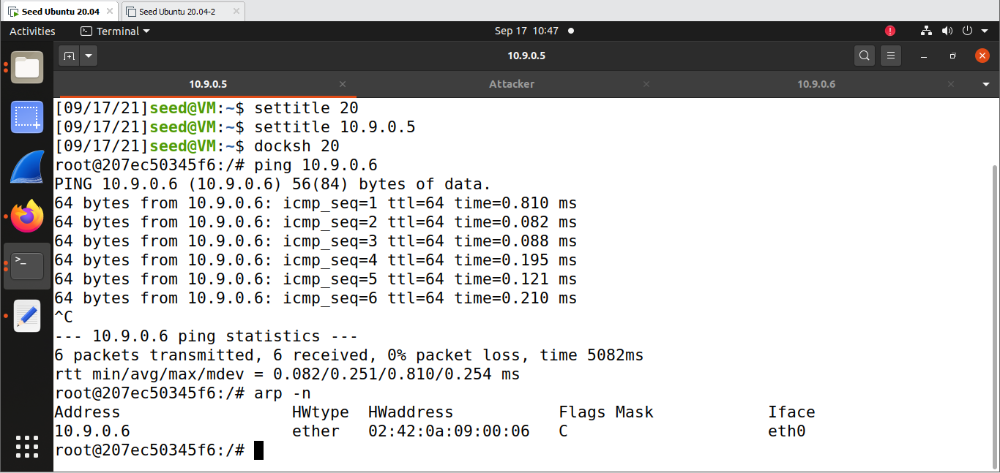 Seed Ubuntu 20.04 Seed Ubuntu 20.04-2
Activities Terminal Sep 17 10:47
10.9.0.5
10.9.0.5 Attacker 10.9.0.6
[09/17/21]seed@VM:~$ settitle 20
[09/17/21]seed@VM:~$ settitle 10.9.0.5
[09/17/21]seed@VM:~$ docksh 20
root@207ec50345f6:/# ping 10.9.0.6
PING 10.9.0.6 (10.9.0.6) 56(84) bytes of data.
64 bytes from 10.9.0.6: icmp_seq=1 ttl=64 time=0.810 ms
64 bytes from 10.9.0.6: icmp_seq=2 ttl=64 time=0.082 ms
64 bytes from 10.9.0.6: icmp_seq=3 ttl=64 time=0.088 ms
64 bytes from 10.9.0.6: icmp_seq=4 ttl=64 time=0.195 ms
64 bytes from 10.9.0.6: icmp_seq=5 ttl=64 time=0.121 ms
64 bytes from 10.9.0.6: icmp_seq=6 ttl=64 time=0.210 ms
^C
--- 10.9.0.6 ping statistics ---
6 packets transmitted, 6 received, 0% packet loss, time 5082ms
rtt min/avg/max/mdev = 0.082/0.251/0.810/0.254 ms
root@207ec50345f6:/# arp -n
Address                  HWtype  HWaddress           Flags Mask            Iface
10.9.0.6                 ether   02:42:0a:09:00:06   C                     eth0
root@207ec50345f6:/#